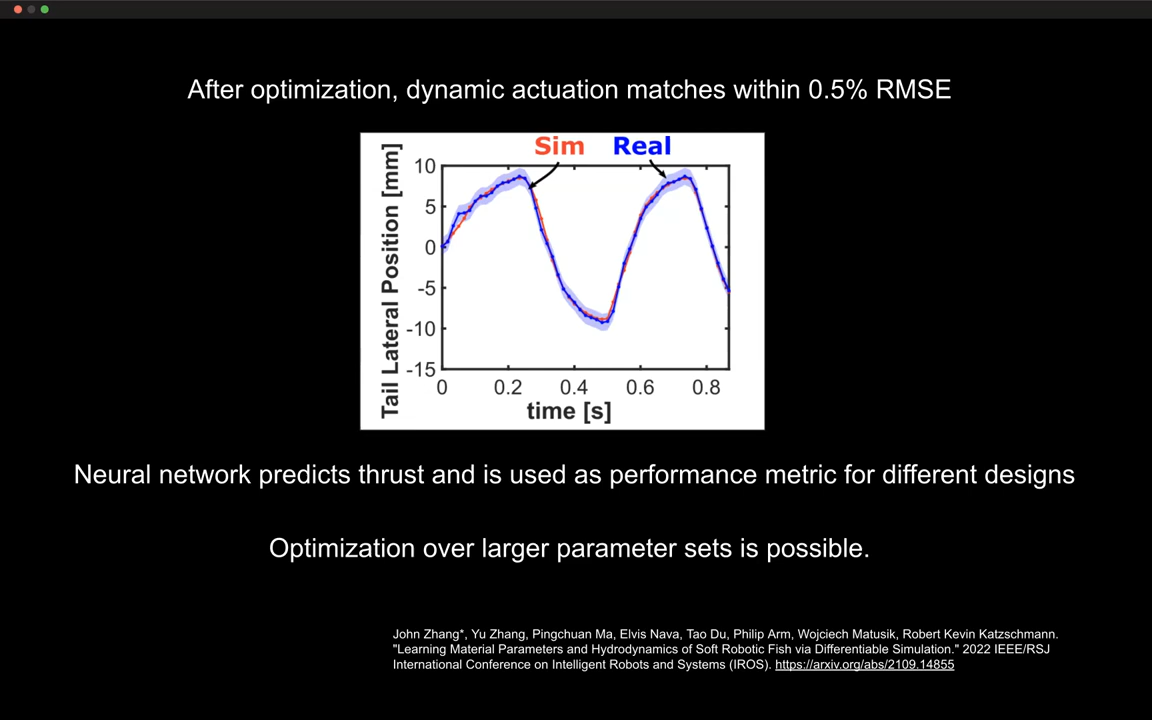 After optimization, dynamic actuation matches within 0.5% RMSE
Sim Real
Tail Lateral Position [mm]
10
5
0
-5
-10
-15
0 0.2 0.4 0.6 0.8
time [s]
Neural network predicts thrust and is used as performance metric for different designs
Optimization over larger parameter sets is possible.
John Zhang*, Yu Zhang, Pingchuan Ma, Elvis Nava, Tao Du, Philip Arm, Wojciech Matusik, Robert Kevin Katzschmann.
"Learning Material Parameters and Hydrodynamics of Soft Robotic Fish via Differentiable Simulation." 2022 IEEE/RSJ
International Conference on Intelligent Robots and Systems (IROS). https://arxiv.org/abs/2109.14855